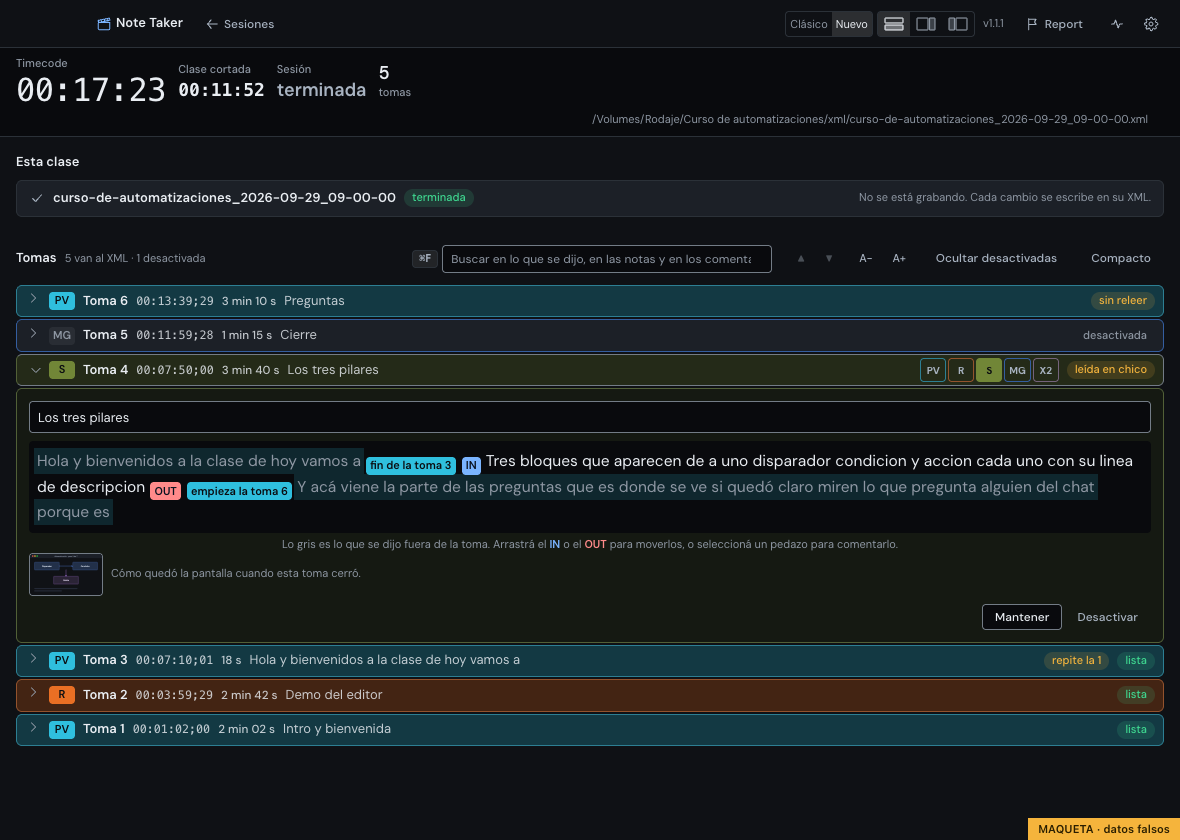 Note Taker
Sesiones
Clásico Nuevo
v1.1.1
Report
Timecode
00:17:23
Clase cortada
00:11:52
Sesión
terminada
5
tomas
/Volumes/Rodaje/Curso de automatizaciones/xml/curso-de-automatizaciones_2026-09-29_09-00-00.xml
Esta clase
curso-de-automatizaciones_2026-09-29_09-00-00 terminada
No se está grabando. Cada cambio se escribe en su XML.
Tomas 5 van al XML · 1 desactivada
⌘F Buscar en lo que se dijo, en las notas y en los comenta
A− A+ Ocultar desactivadas Compacto
PV Toma 6 00:13:39;29 3 min 10 s Preguntas sin releer
MG Toma 5 00:11:59;28 1 min 15 s Cierre desactivada
S Toma 4 00:07:50;00 3 min 40 s Los tres pilares PV R S MG X2 leída en chico
Los tres pilares
Hola y bienvenidos a la clase de hoy vamos a fin de la toma 3 IN Tres bloques que aparecen de a uno disparador condicion y accion cada uno con su linea
de descripcion OUT empieza la toma 6 Y acá viene la parte de las preguntas que es donde se ve si quedó claro miren lo que pregunta alguien del chat
porque es
Lo gris es lo que se dijo fuera de la toma. Arrastrá el IN o el OUT para moverlos, o seleccioná un pedazo para comentarlo.
Cómo quedó la pantalla cuando esta toma cerró.
Mantener Desactivar
PV Toma 3 00:07:10;01 18 s Hola y bienvenidos a la clase de hoy vamos a repite la 1 lista
R Toma 2 00:03:59;29 2 min 42 s Demo del editor lista
PV Toma 1 00:01:02;00 2 min 02 s Intro y bienvenida lista
MAQUETA · datos falsos